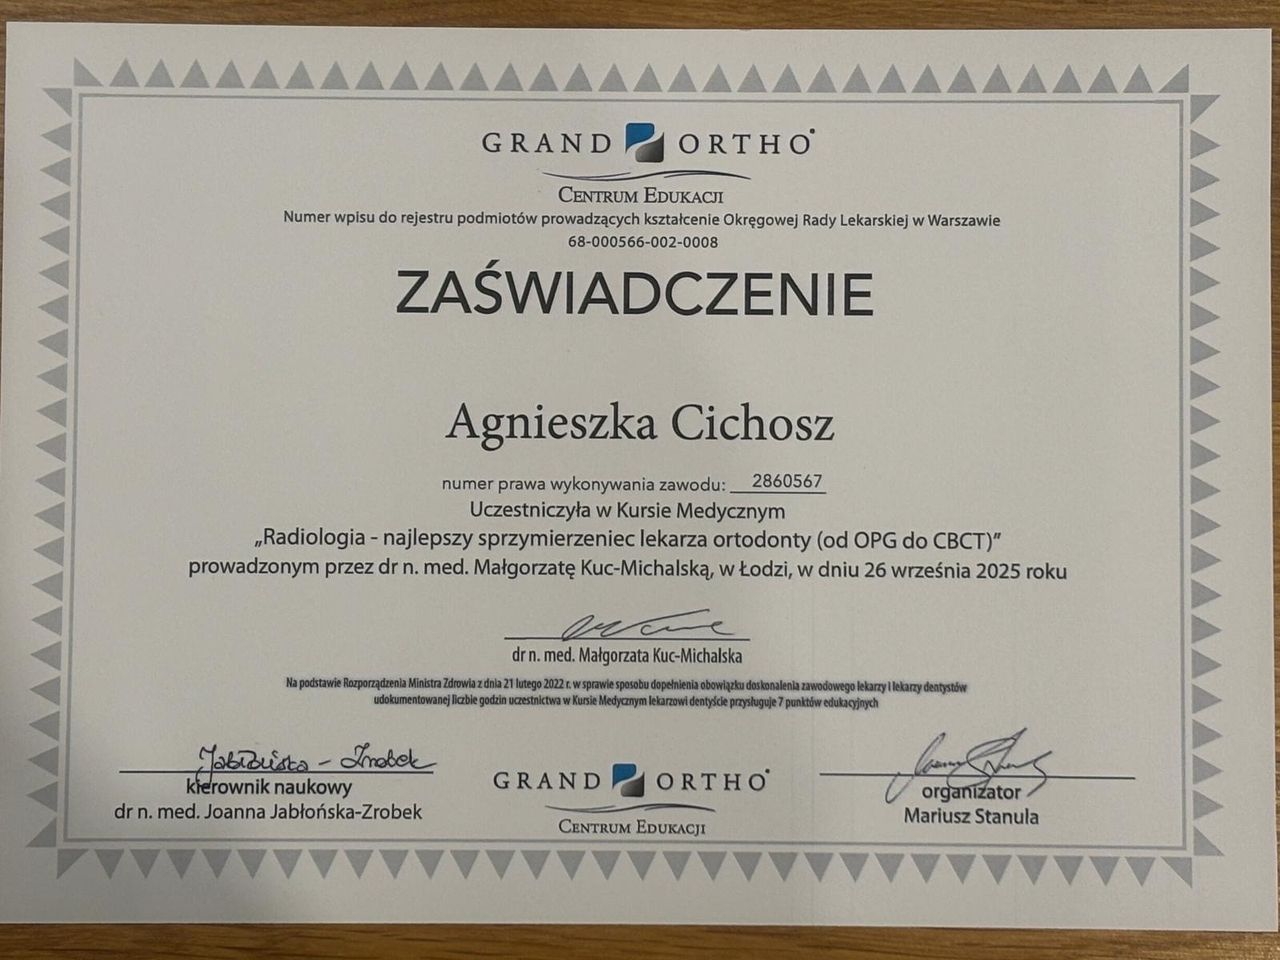 GRAND ORTHO
CENTRUM EDUKACJI
Numer wpisu do rejestru podmiotów prowadzących kształcenie Okręgowej Rady Lekarskiej w Warszawie
68-000566-002-0008
ZAŚWIADCZENIE
Agnieszka Cichosz
numer prawa wykonywania zawodu: 2860567
Uczestniczyła w Kursie Medycznym
„Radiologia - najlepszy sprzymierzeniec lekarza ortodonty (od OPG do CBCT)”
prowadzonym przez dr n. med. Małgorzatę Kuc-Michalską, w Łodzi, w dniu 26 września 2025 roku
dr n. med. Małgorzata Kuc-Michalska
Na podstawie Rozporządzenia Ministra Zdrowia z dnia 21 lutego 2022 r. w sprawie sposobu dopełnienia obowiązku doskonalenia zawodowego lekarzy i lekarzy dentystów
udokumentowanej liczbie godzin uczestnictwa w Kursie Medycznym lekarzowi dentyście przysługuje 7 punktów edukacyjnych
Jabłońska - Zrobek
kierownik naukowy
dr n. med. Joanna Jabłońska-Zrobek
GRAND ORTHO
CENTRUM EDUKACJI
organizator
Mariusz Stanula